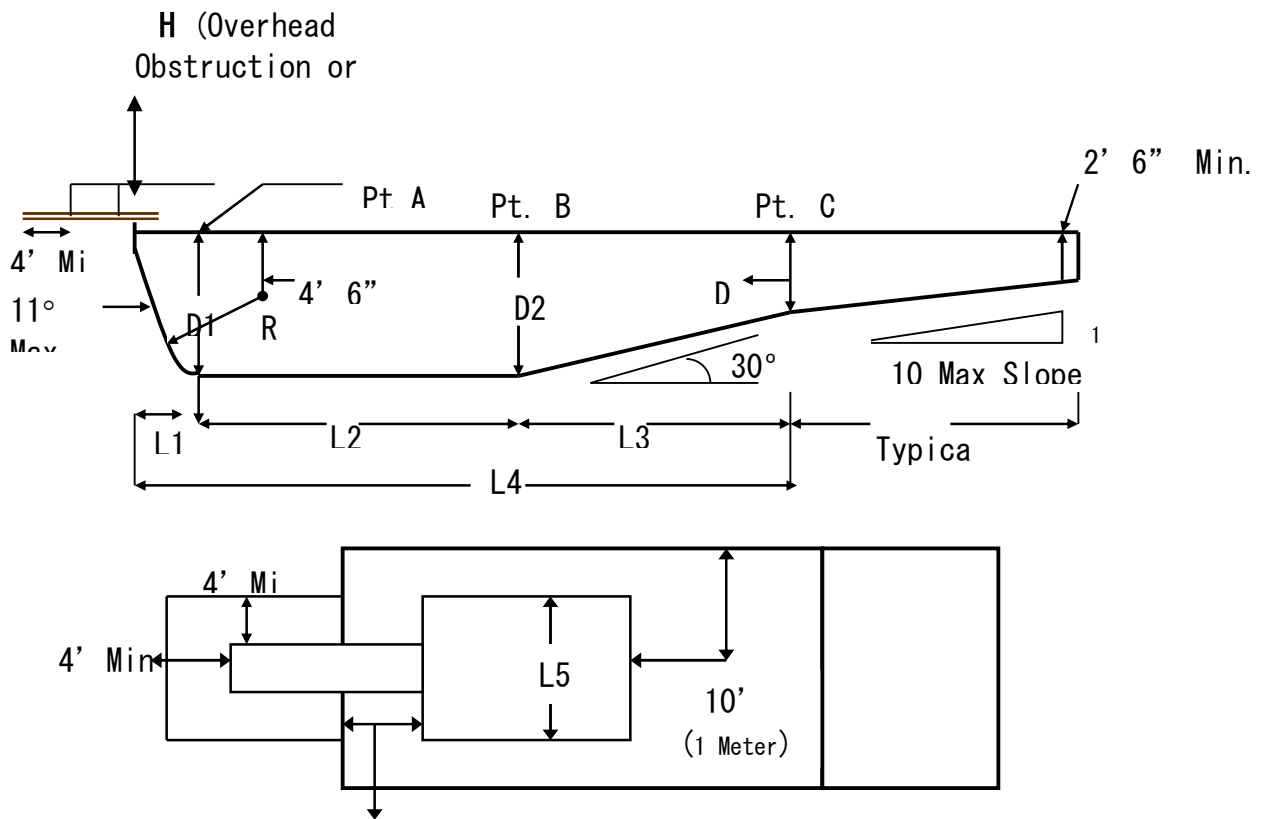 H (Overhead
Obstruction or
2’ 6” Min.
Pt. A
Pt. B
Pt. C
4’ Mi
11°
Max
4’ 6”
D1
R
D2
D
30°
1
10 Max Slope
L1
L2
L3
Typica
L4
4’ Mi
4’ Min
L5
10’
(1 Meter)